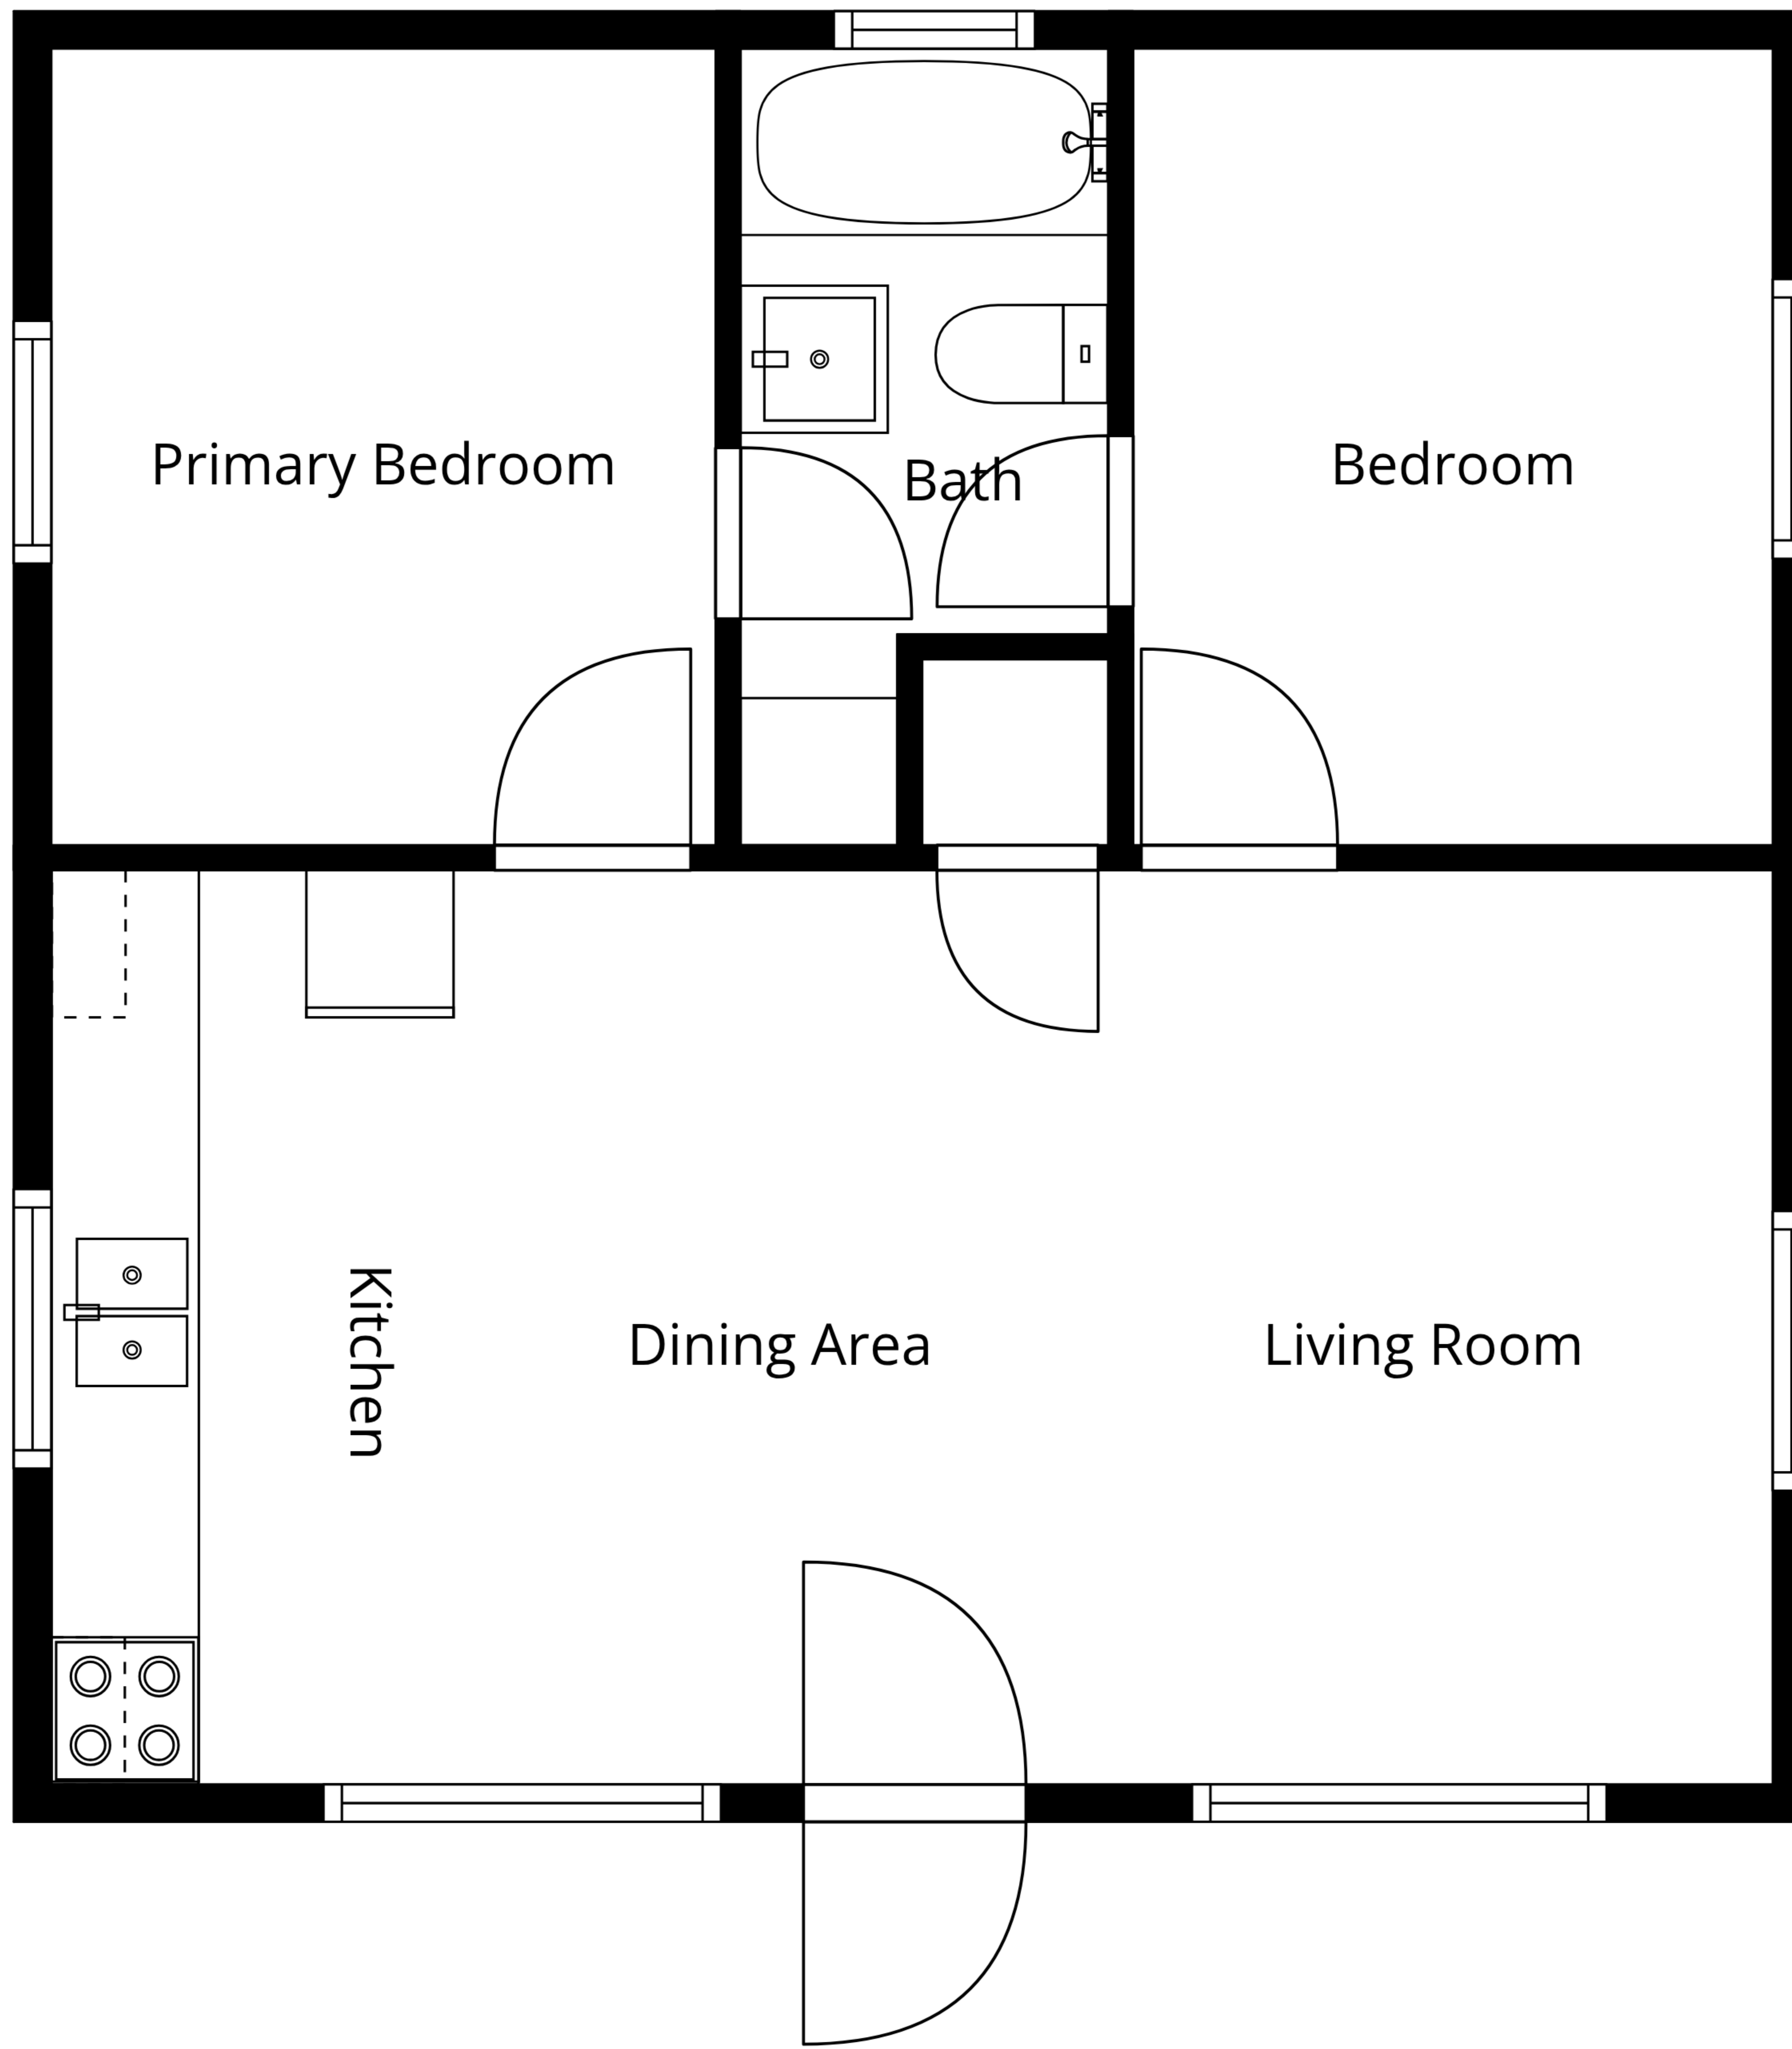 Primary Bedroom
Bath
Bedroom
Kitchen
Dining Area
Living Room